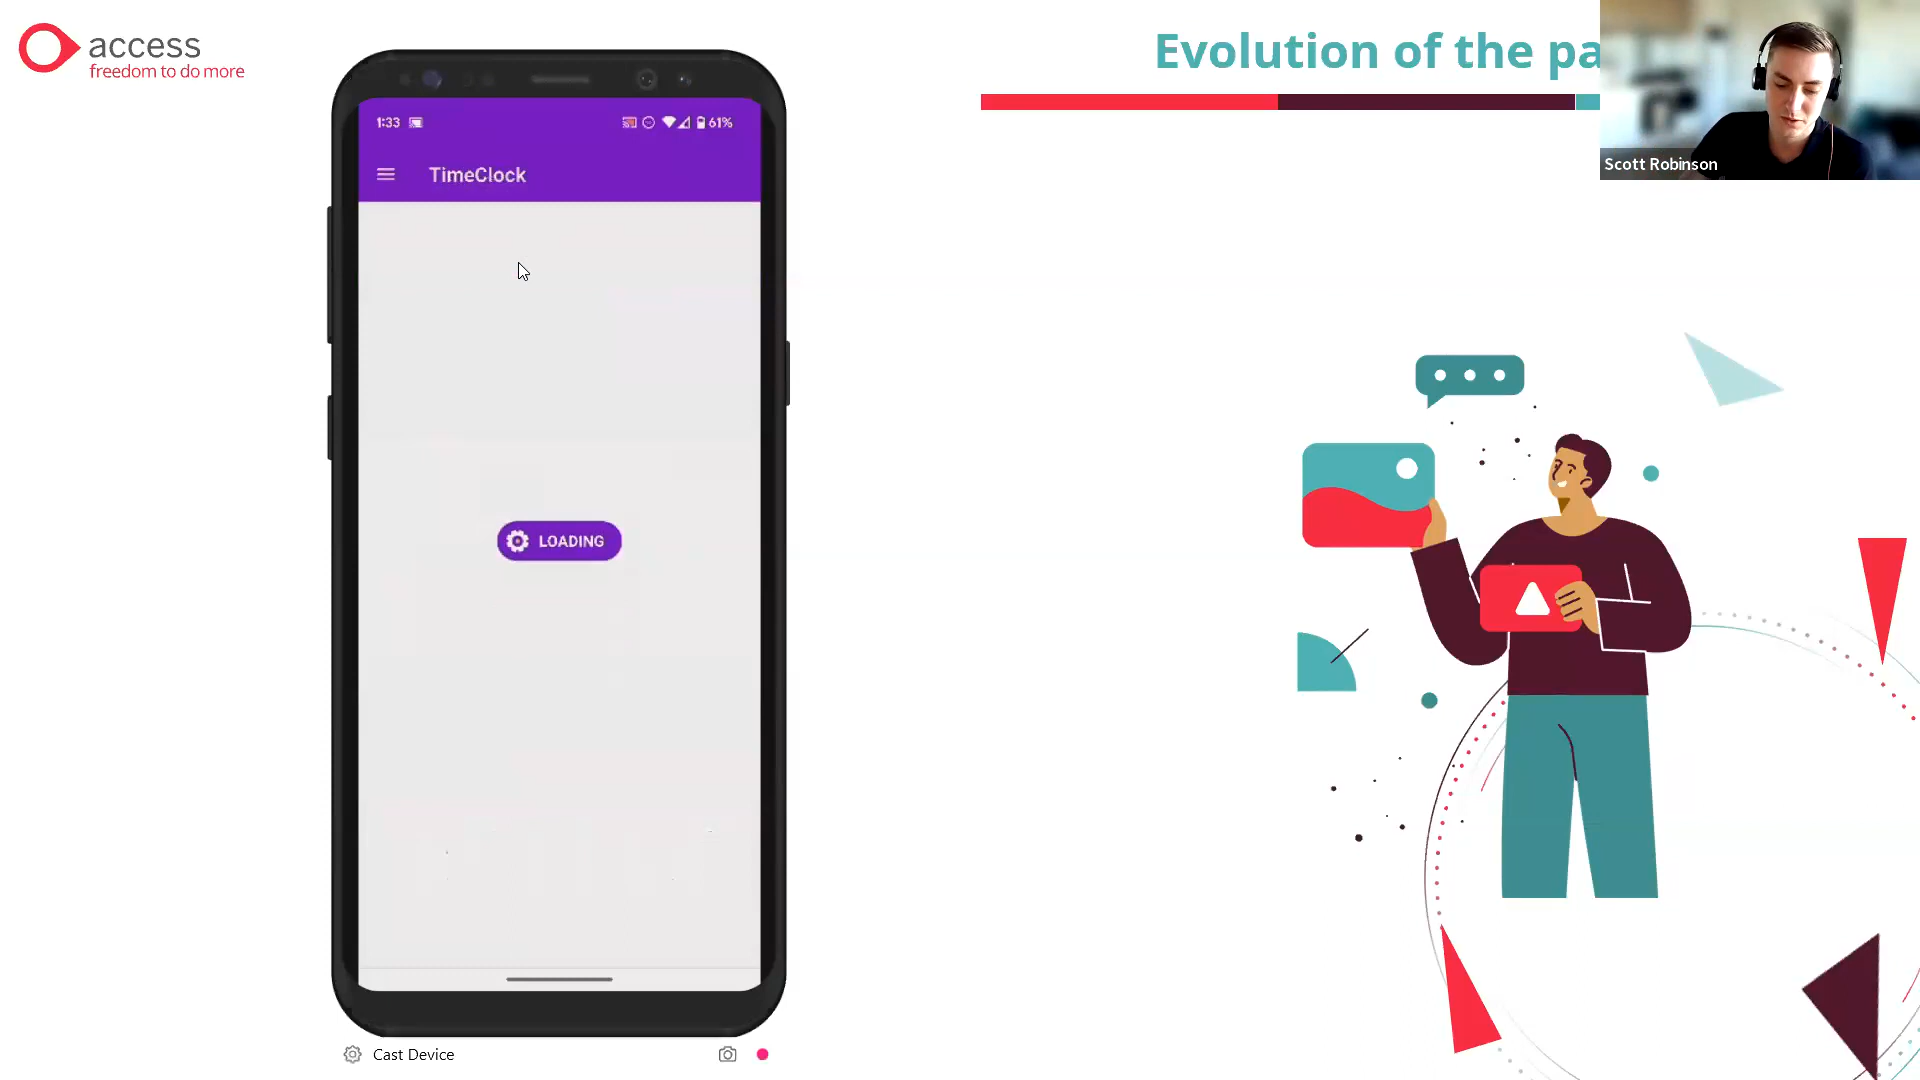 access
freedom to do more
Evolution of the pa
Scott Robinson
1:33
61%
TimeClock
LOADING
Cast Device